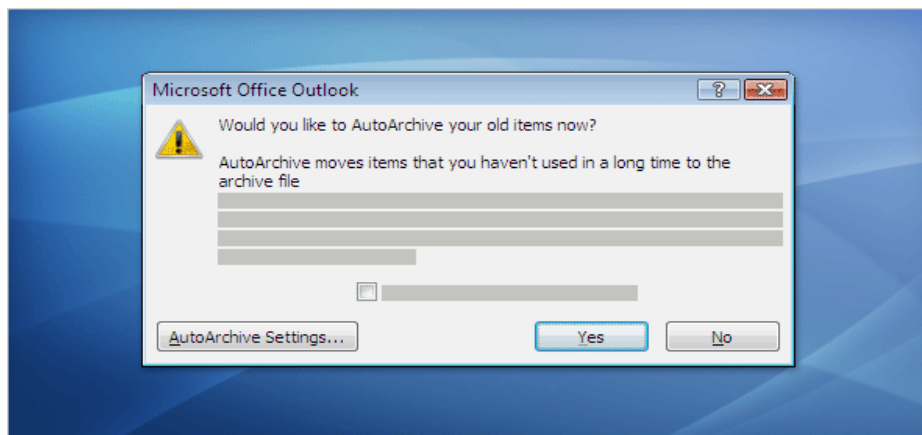 Microsoft Office Outlook
Would you like to AutoArchive your old items now?
AutoArchive moves items that you haven't used in a long time to the
archive file
AutoArchive Settings...
Yes
No